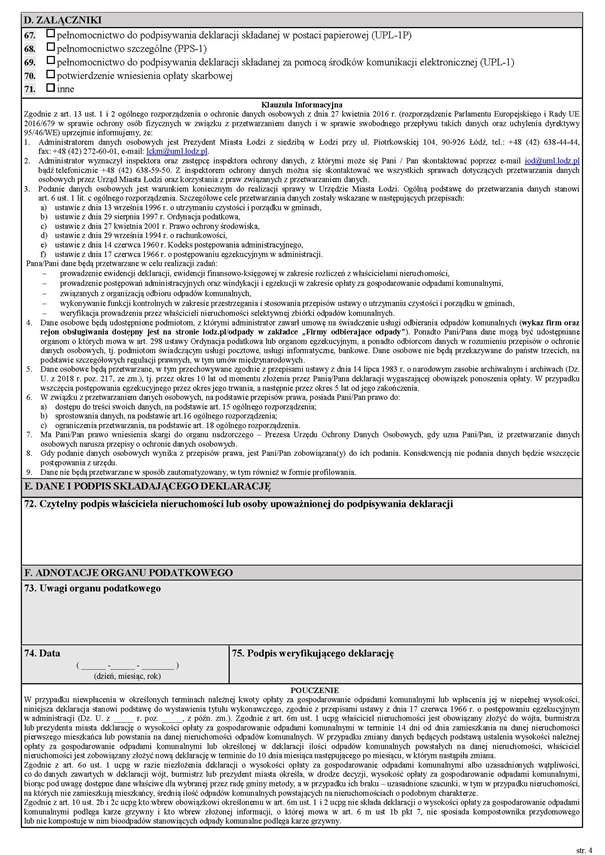 D. ZAŁĄCZNIKI
67. pełnomocnictwo do podpisywania deklaracji składanej w postaci papierowej (UPL-1P)
68. pełnomocnictwo szczególne (PPS-1)
69. pełnomocnictwo do podpisywania deklaracji składanej za pomocą środków komunikacji elektronicznej (UPL-1)
70. potwierdzenie wniesienia opłaty skarbowej
71. inne
Klauzula Informacyjna
Zgodnie z art. 13 ust. 1 i 2 ogólnego rozporządzenia o ochronie danych osobowych z dnia 27 kwietnia 2016 r. (rozporządzenie Parlamentu Europejskiego i Rady UE
2016/679 w sprawie ochrony osób fizycznych w związku z przetwarzaniem danych i w sprawie swobodnego przepływu takich danych oraz uchylenia dyrektywy
95/46/WE) uprzejmie informujemy, że:
1. Administratorem danych osobowych jest Prezydent Miasta Łodzi z siedzibą w Łodzi przy ul. Piotrkowskiej 104, 90-926 Łódź, tel.: +48 (42) 638-44-44,
fax: +48 (42) 272-60-01, e-mail: lckm@uml.lodz.pl.
2. Administrator wyznaczył inspektora oraz zastępcę inspektora ochrony danych, z którymi może się Pani / Pan skontaktować poprzez e-mail iod@uml.lodz.pl
bądź telefonicznie +48 (42) 638-59-50. Z inspektorem ochrony danych można się skontaktować we wszystkich sprawach dotyczących przetwarzania danych
osobowych przez Urząd Miasta Łodzi oraz korzystania z praw związanych z przetwarzaniem danych.
3. Podanie danych osobowych jest warunkiem koniecznym do realizacji sprawy w Urzędzie Miasta Łodzi. Ogólną podstawę do przetwarzania danych stanowi
art. 6 ust. 1 lit. c ogólnego rozporządzenia. Szczegółowe cele przetwarzania danych zostały wskazane w następujących przepisach:
a) ustawie z dnia 13 września 1996 r. o utrzymaniu czystości i porządku w gminach,
b) ustawie z dnia 29 sierpnia 1997 r. Ordynacja podatkowa,
c) ustawie z dnia 27 kwietnia 2001 r. Prawo ochrony środowiska,
d) ustawie z dnia 29 września 1994 r. o rachunkowości,
e) ustawie z dnia 14 czerwca 1960 r. Kodeks postępowania administracyjnego,
f) ustawie z dnia 17 czerwca 1966 r. o postępowaniu egzekucyjnym w administracji.
Pana/Pani dane będą przetwarzane w celu realizacji zadań:
– prowadzenie ewidencji deklaracji, ewidencji finansowo-księgowej w zakresie rozliczeń z właścicielami nieruchomości,
– prowadzenie postępowań administracyjnych oraz windykacji i egzekucji w zakresie opłaty za gospodarowanie odpadami komunalnymi,
– związanych z organizacją odbioru odpadów komunalnych,
– wykonywanie funkcji kontrolnych w zakresie przestrzegania i stosowania przepisów ustawy o utrzymaniu czystości i porządku w gminach,
– weryfikacja prowadzenia przez właścicieli nieruchomości selektywnej zbiórki odpadów komunalnych.
4. Dane osobowe będą udostępnione podmiotom, z którymi administrator zawarł umowę na świadczenie usługi odbierania odpadów komunalnych (wykaz firm oraz
rejon obsługiwania dostępny jest na stronie lodz.pl/odpady w zakładce „Firmy odbierające odpady”). Ponadto Pani/Pana dane mogą być udostępniane
organom o których mowa w art. 298 ustawy Ordynacja podatkowa lub organom egzekucyjnym, a ponadto odbiorcom danych w rozumieniu przepisów o ochronie
danych osobowych, tj. podmiotom świadczącym usługi pocztowe, usługi informatyczne, bankowe. Dane osobowe nie będą przekazywane do państw trzecich, na
podstawie szczegółowych regulacji prawnych, w tym umów międzynarodowych.
5. Dane osobowe będą przetwarzane, w tym przechowywane zgodnie z przepisami ustawy z dnia 14 lipca 1983 r. o narodowym zasobie archiwalnym i archiwach (Dz.
U. z 2018 r. poz. 217, ze zm.), tj. przez okres 10 lat od momentu złożenia przez Panią/Pana deklaracji wygaszającej obowiązek ponoszenia opłaty. W przypadku
wszczęcia postępowania egzekucyjnego przez okres jego trwania, a następnie przez okres 5 lat od jego zakończenia.
6. W związku z przetwarzaniem danych osobowych, na podstawie przepisów prawa, posiada Pani/Pan prawo do:
a) dostępu do treści swoich danych, na podstawie art. 15 ogólnego rozporządzenia;
b) sprostowania danych, na podstawie art.16 ogólnego rozporządzenia;
c) ograniczenia przetwarzania, na podstawie art. 18 ogólnego rozporządzenia.
7. Ma Pani/Pan prawo wniesienia skargi do organu nadzorczego – Prezesa Urzędu Ochrony Danych Osobowych, gdy uzna Pani/Pan, iż przetwarzanie danych
osobowych narusza przepisy o ochronie danych osobowych.
8. Gdy podanie danych osobowych wynika z przepisów prawa, jest Pani/Pan zobowiązana(y) do ich podania. Konsekwencją nie podania danych będzie wszczęcie
postępowania z urzędu.
9. Dane nie będą przetwarzane w sposób zautomatyzowany, w tym również w formie profilowania.
E. DANE I PODPIS SKŁADAJĄCEGO DEKLARACJĘ
72. Czytelny podpis właściciela nieruchomości lub osoby upoważnionej do podpisywania deklaracji
F. ADNOTACJE ORGANU PODATKOWEGO
73. Uwagi organu podatkowego
74. Data
75. Podpis weryfikującego deklarację
( _____ -_____ - _______ )
(dzień, miesiąc, rok)
POUCZENIE
W przypadku niewpłacenia w określonych terminach należnej kwoty opłaty za gospodarowanie odpadami komunalnymi lub wpłacenia jej w niepełnej wysokości,
niniejsza deklaracja stanowi podstawę do wystawienia tytułu wykonawczego, zgodnie z przepisami ustawy z dnia 17 czerwca 1966 r. o postępowaniu egzekucyjnym
w administracji (Dz. U. z _____ r. poz. _____, z późn. zm.). Zgodnie z art. 6m ust. 1 ucpg właściciel nieruchomości jest obowiązany złożyć do wójta, burmistrza
lub prezydenta miasta deklarację o wysokości opłaty za gospodarowanie odpadami komunalnymi w terminie 14 dni od dnia zamieszkania na danej nieruchomości
pierwszego mieszkańca lub powstania na danej nieruchomości odpadów komunalnych. W przypadku zmiany danych będących podstawą ustalenia wysokości należnej
opłaty za gospodarowanie odpadami komunalnymi lub określonej w deklaracji ilości odpadów komunalnych powstałych na danej nieruchomości, właściciel
nieruchomości jest zobowiązany złożyć nową deklarację w terminie do 10 dnia miesiąca następującego po miesiącu, w którym nastąpiła zmiana.
Zgodnie z art. 6o ust. 1 ucpg w razie niezłożenia deklaracji o wysokości opłaty za gospodarowanie odpadami komunalnymi albo uzasadnionych wątpliwości,
co do danych zawartych w deklaracji wójt, burmistrz lub prezydent miasta określa, w drodze decyzji, wysokość opłaty za gospodarowanie odpadami komunalnymi,
biorąc pod uwagę dostępne dane właściwe dla wybranej przez radę gminy metody, a w przypadku ich braku – uzasadnione szacunki, w tym w przypadku nieruchomości,
na których nie zamieszkują mieszkańcy, średnią ilość odpadów komunalnych powstających na nieruchomościach o podobnym charakterze.
Zgodnie z art. 10 ust. 2b i 2c ucpg kto wbrew obowiązkowi określonemu w art. 6m ust. 1 i 2 ucpg nie składa deklaracji o wysokości opłaty za gospodarowanie odpadami
komunalnymi podlega karze grzywny i kto wbrew złożonej informacji, o której mowa w art. 6 m ust 1b pkt 7, nie sposiada kompostownika przydomowego
lub nie kompostuje w nim bioodpadów stanowiących odpady komunalne podlega karze grzywny.
str. 4